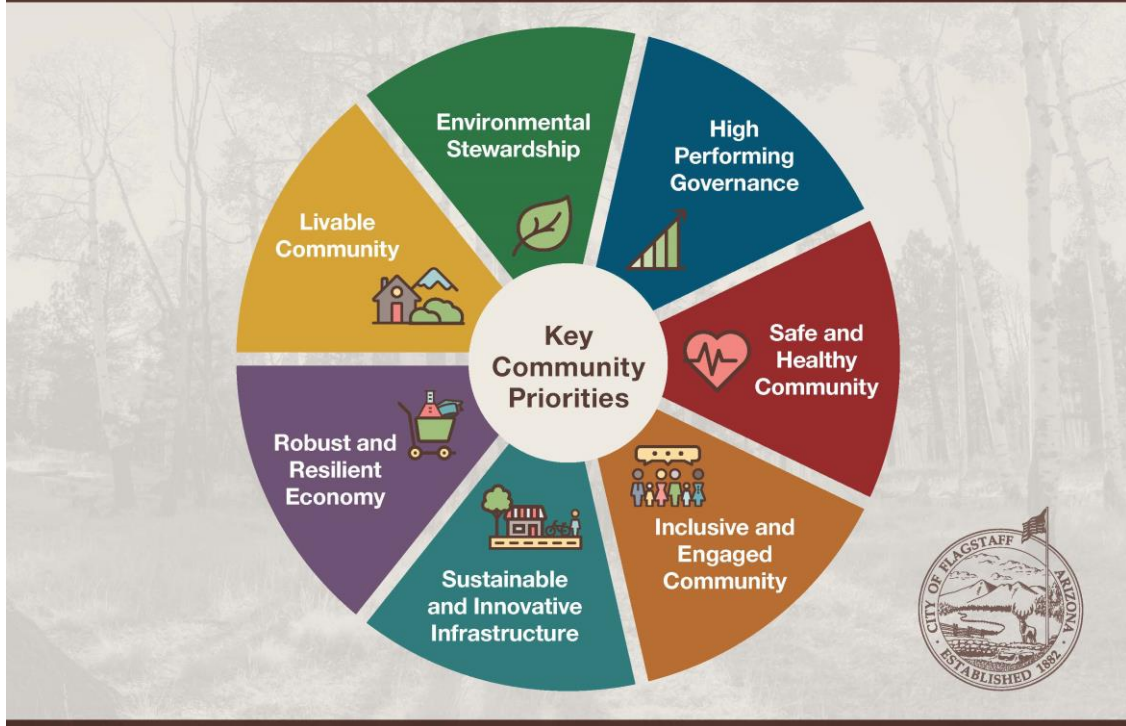 Environmental
Stewardship
High
Performing
Governance
Safe and
Healthy
Community
Inclusive and
Engaged
Community
Sustainable
and Innovative
Infrastructure
Robust and
Resilient
Economy
Livable
Community
Key
Community
Priorities
CITY OF FLAGSTAFF ARIZONA
ESTABLISHED 1882